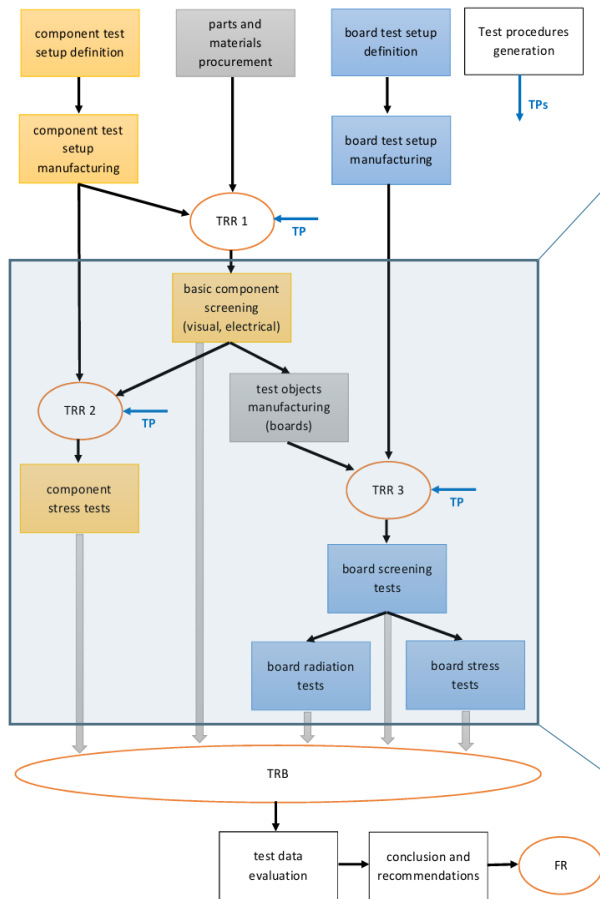 component test
setup definition
parts and
materials
procurement
board test setup
definition
Test procedures
generation
TPs
component test
setup
manufacturing
board test setup
manufacturing
TRR 1
TP
basic component
screening
(visual, electrical)
test objects
manufacturing
(boards)
TRR 2
TP
component
stress tests
TRR 3
TP
board screening
tests
board radiation
tests
board stress
tests
TRB
test data
evaluation
conclusion and
recommendations
FR